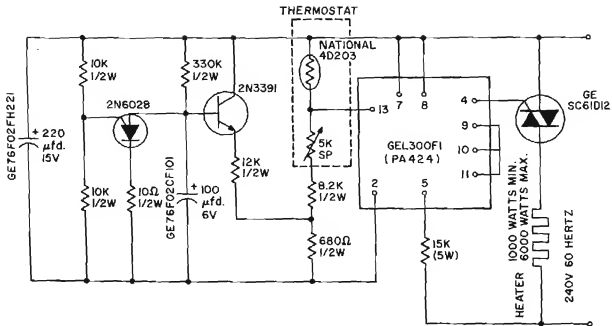 THERMOSTAT
NATIONAL
4D203
10K
1/2W
330K
1/2W
2N3391
2N6028
GE76F02FH221
+ 220
μfd.
15V
10K
1/2W
10Ω
1/2W
GE76F02CF101
+ 100
μfd.
6V
12K
1/2W
5K
SP
8.2K
1/2W
680Ω
1/2W
13
7
8
4
9
10
11
2
5
GEL300F1
(PA424)
15K
(5W)
GE
SC61D12
HEATER
1000 WATTS MIN.
6000 WATTS MAX.
240V 60 HERTZ